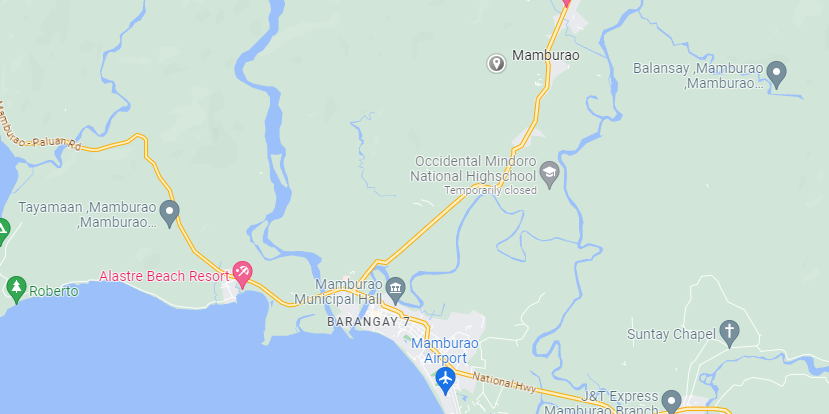 Mamburao
Balansay ,Mamburao
,Mamburao...
Mamburao - Paluan Rd
Occidental Mindoro
National Highschool
Temporarily closed
Tayamaan ,Mamburao
,Mamburao...
Alastre Beach Resort
Roberto
Mamburao
Municipal Hall
BARANGAY 7
Suntay Chapel
Mamburao
Airport
National Hwy
J&T Express
Mamburao Branch